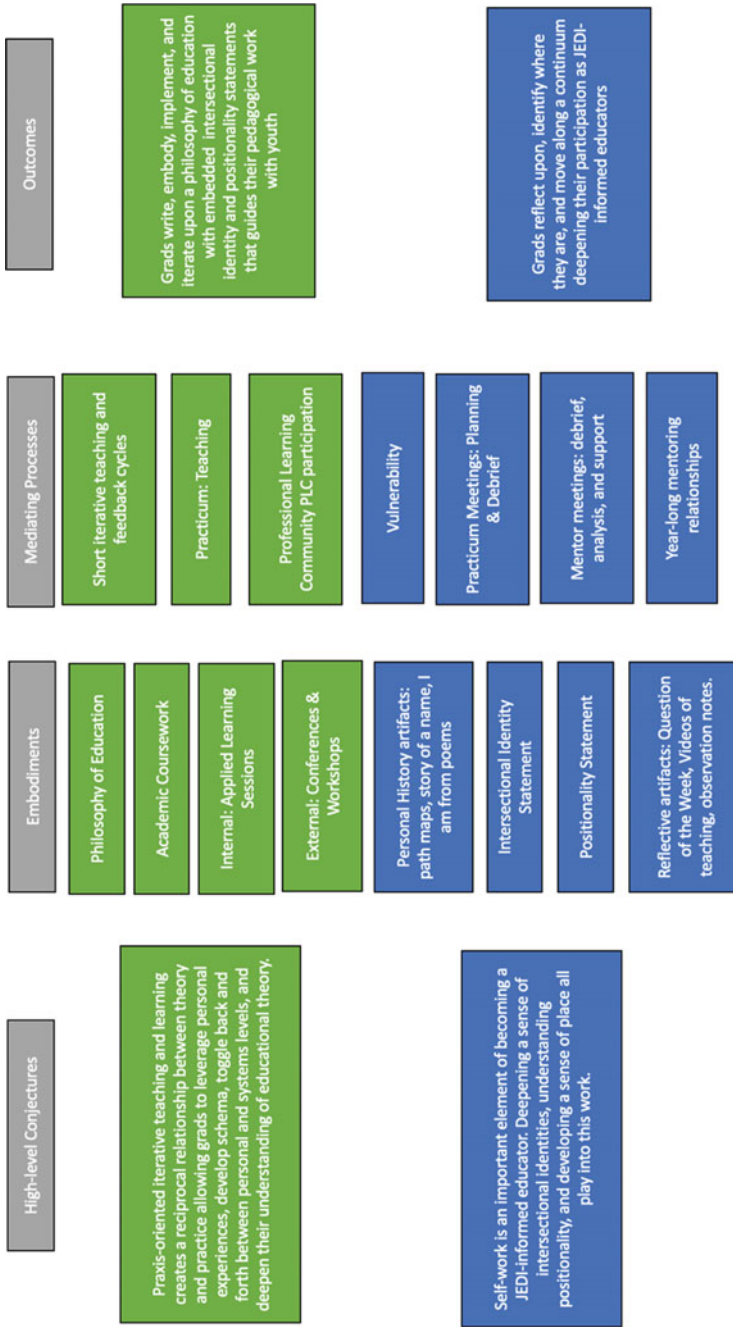 High-level Conjectures
Embodiments
Mediating Processes
Outcomes
Praxis-oriented iterative teaching and learning
creates a reciprocal relationship between theory
and practice allowing grads to leverage personal
experiences, develop schema, toggle back and
forth between personal and systems levels, and
deepen their understanding of educational theory.
Philosophy of Education
Academic Coursework
Internal: Applied Learning
Sessions
External: Conferences &
Workshops
Short iterative teaching and
feedback cycles
Practicum: Teaching
Professional Learning
Community PLC participation
Grads write, embody, implement, and
iterate upon a philosophy of education
with embedded intersectional
identity and positionality statements
that guides their pedagogical work
with youth
Self-work is an important element of becoming a
JEDI-informed educator. Deepening a sense of
intersectional identities, understanding
positionality, and developing a sense of place all
play into this work.
Personal History artifacts:
path maps, story of a name, I
am from poems
Intersectional Identity
Statement
Positionality Statement
Reflective artifacts: Question
of the Week, Videos of
teaching, observation notes.
Vulnerability
Practicum Meetings: Planning
& Debrief
Mentor meetings: debrief,
analysis, and support
Year-long mentoring
relationships
Grads reflect upon, identify where
they are, and move along a continuum
deepening their participation as JEDI-
informed educators